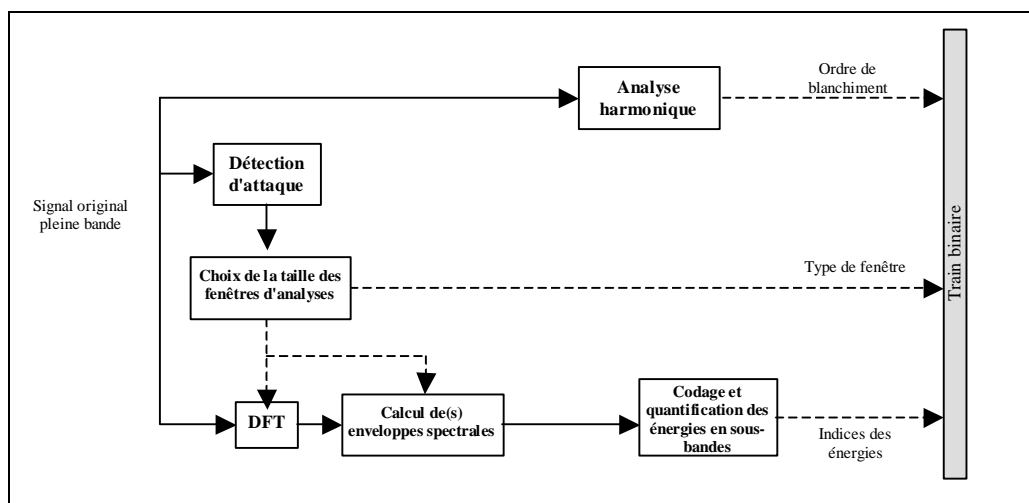 Analyse
harmonique
Ordre de
blanchiment
Détection
d'attaque
Signal original
pleine bande
Choix de la taille des
fenêtres d'analyses
Type de fenêtre
Train binaire
DFT
Calcul de(s)
enveloppes spectrales
Codage et
quantification des
énergies en sous-
bandes
Indices des
énergies